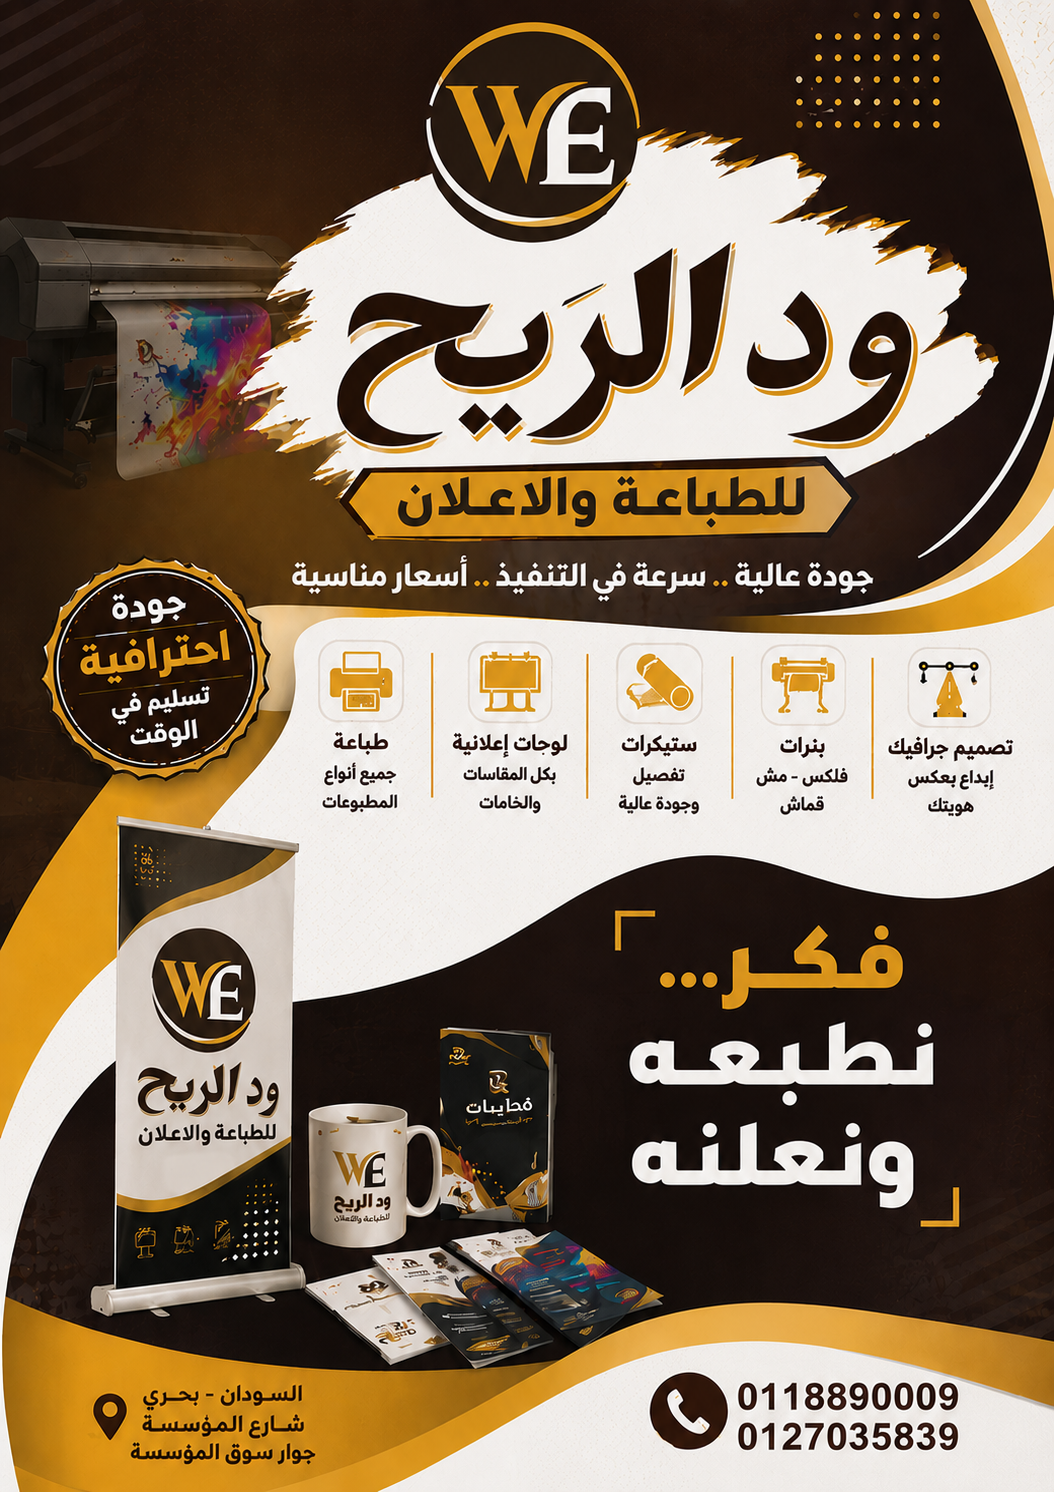 WE
ود الريح
للطباعة والاعلان
جودة عالية .. سرعة في التنفيذ .. أسعار مناسبة
جودة
احترافية
تسليم في
الوقت
تصميم جرافيك
إبداع بعكس
هويتك
بنرات
فلكس - مش
قماش
ستيكرات
تفصيل
وجودة عالية
لوحات إعلانية
بكل المقاسات
والخامات
طباعة
جميع أنواع
المطبوعات
فكر...
نطبعه
ونعلنه
WE
ود الريح
للطباعة والاعلان
WE
ود الريح
للطباعة والاعلان
السودان - بحري
شارع المؤسسة
جوار سوق المؤسسة
0118890009
0127035839